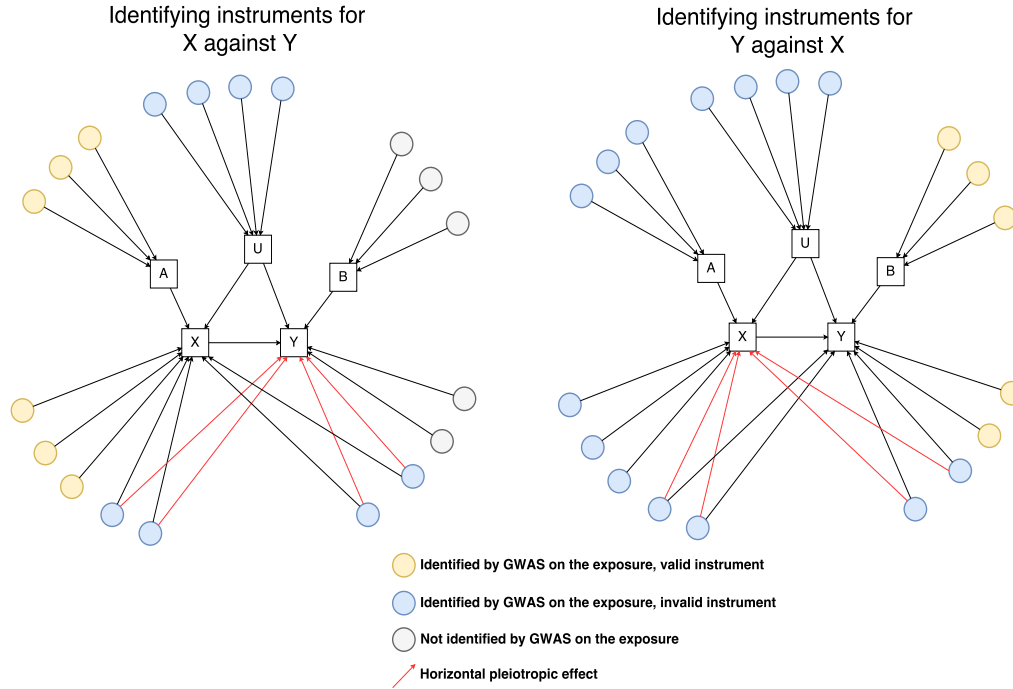 Identifying instruments for
X against Y
Identifying instruments for
Y against X
U
A
B
X
Y
U
A
B
X
Y
Identified by GWAS on the exposure, valid instrument
Identified by GWAS on the exposure, invalid instrument
Not identified by GWAS on the exposure
Horizontal pleiotropic effect